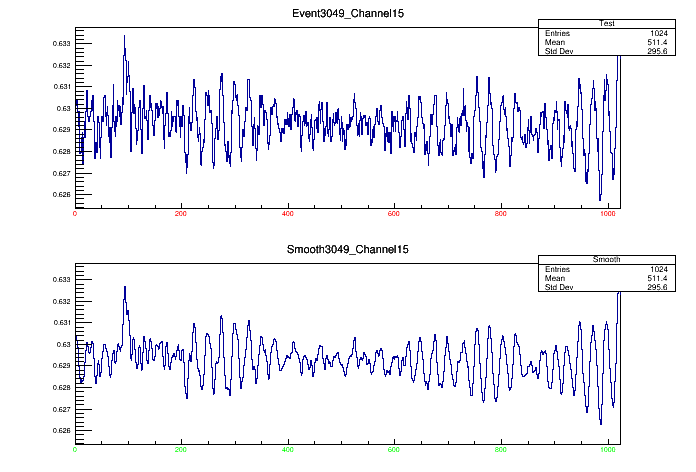 Event3049_Channel15
Test
Entries 1024
Mean 511.4
Std Dev 295.6
0.633
0.632
0.631
0.63
0.629
0.628
0.627
0.626
0 200 400 600 800 1000
Smooth3049_Channel15
Smooth
Entries 1024
Mean 511.4
Std Dev 295.6
0.633
0.632
0.631
0.63
0.629
0.628
0.627
0.626
0 200 400 600 800 1000